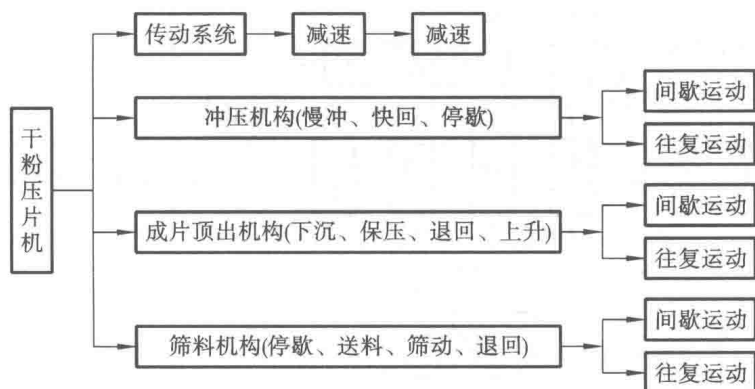 传动系统
减速
减速
干粉压片机
冲压机构(慢冲、快回、停歇)
间歇运动
往复运动
成片顶出机构(下沉、保压、退回、上升)
间歇运动
往复运动
筛料机构(停歇、送料、筛动、退回)
间歇运动
往复运动